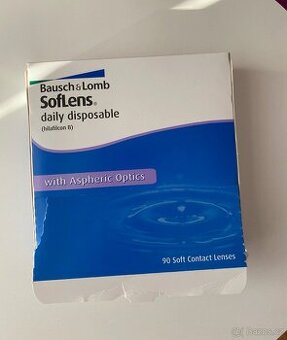 Bausch & Lomb
SofLens®
daily disposable
(hilafilcon B)
with Aspheric Optics
90 Soft Contact Lenses